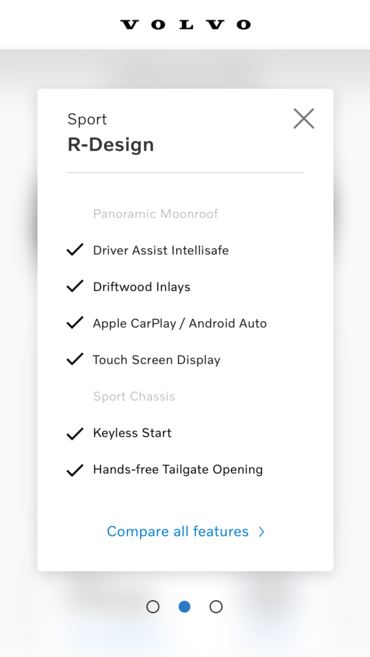 VOLVO
Sport
R-Design
Panoramic Moonroof
Driver Assist Intellisafe
Driftwood Inlays
Apple CarPlay / Android Auto
Touch Screen Display
Sport Chassis
Keyless Start
Hands-free Tailgate Opening
Compare all features